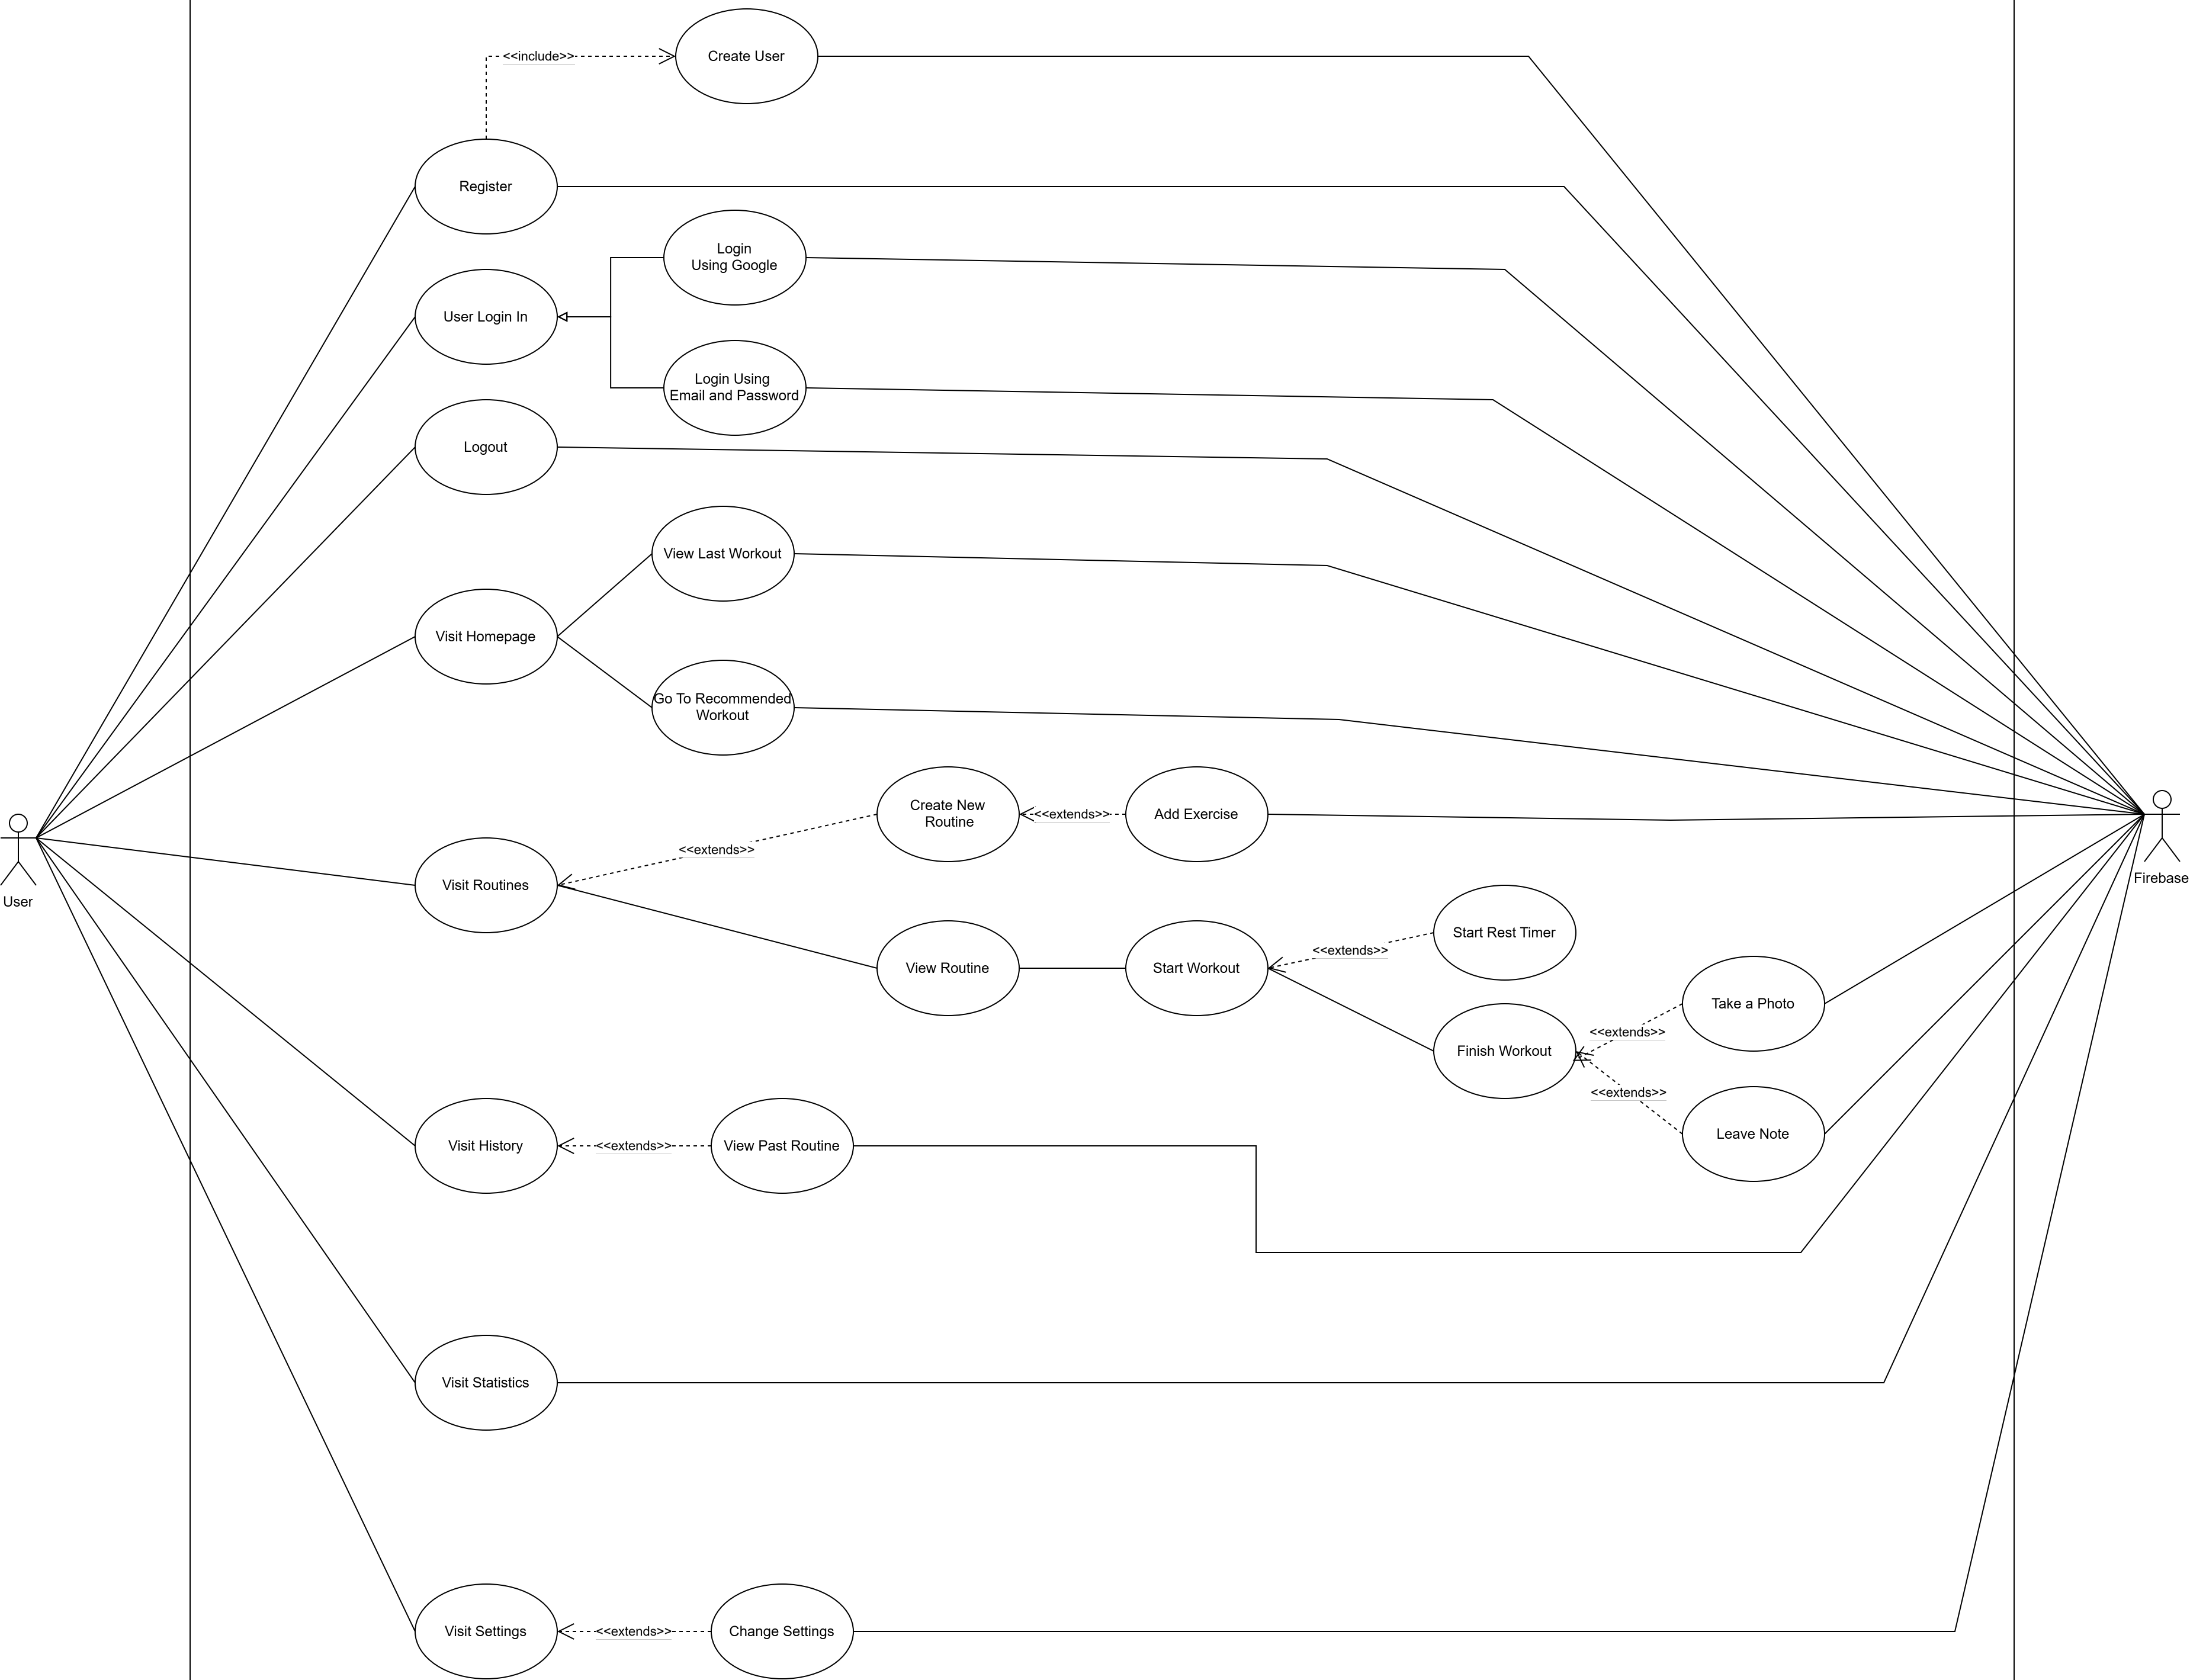 <<include>>
Create User
Register
Login
Using Google
User Login In
Login Using
Email and Password
Logout
View Last Workout
Visit Homepage
Go To Recommended
Workout
Create New
Routine
<<extends>>
Add Exercise
<<extends>>
User
Visit Routines
Firebase
View Routine
Start Workout
<<extends>>
Start Rest Timer
Take a Photo
<<extends>>
Finish Workout
<<extends>>
Leave Note
Visit History
<<extends>>
View Past Routine
Visit Statistics
Visit Settings
<<extends>>
Change Settings